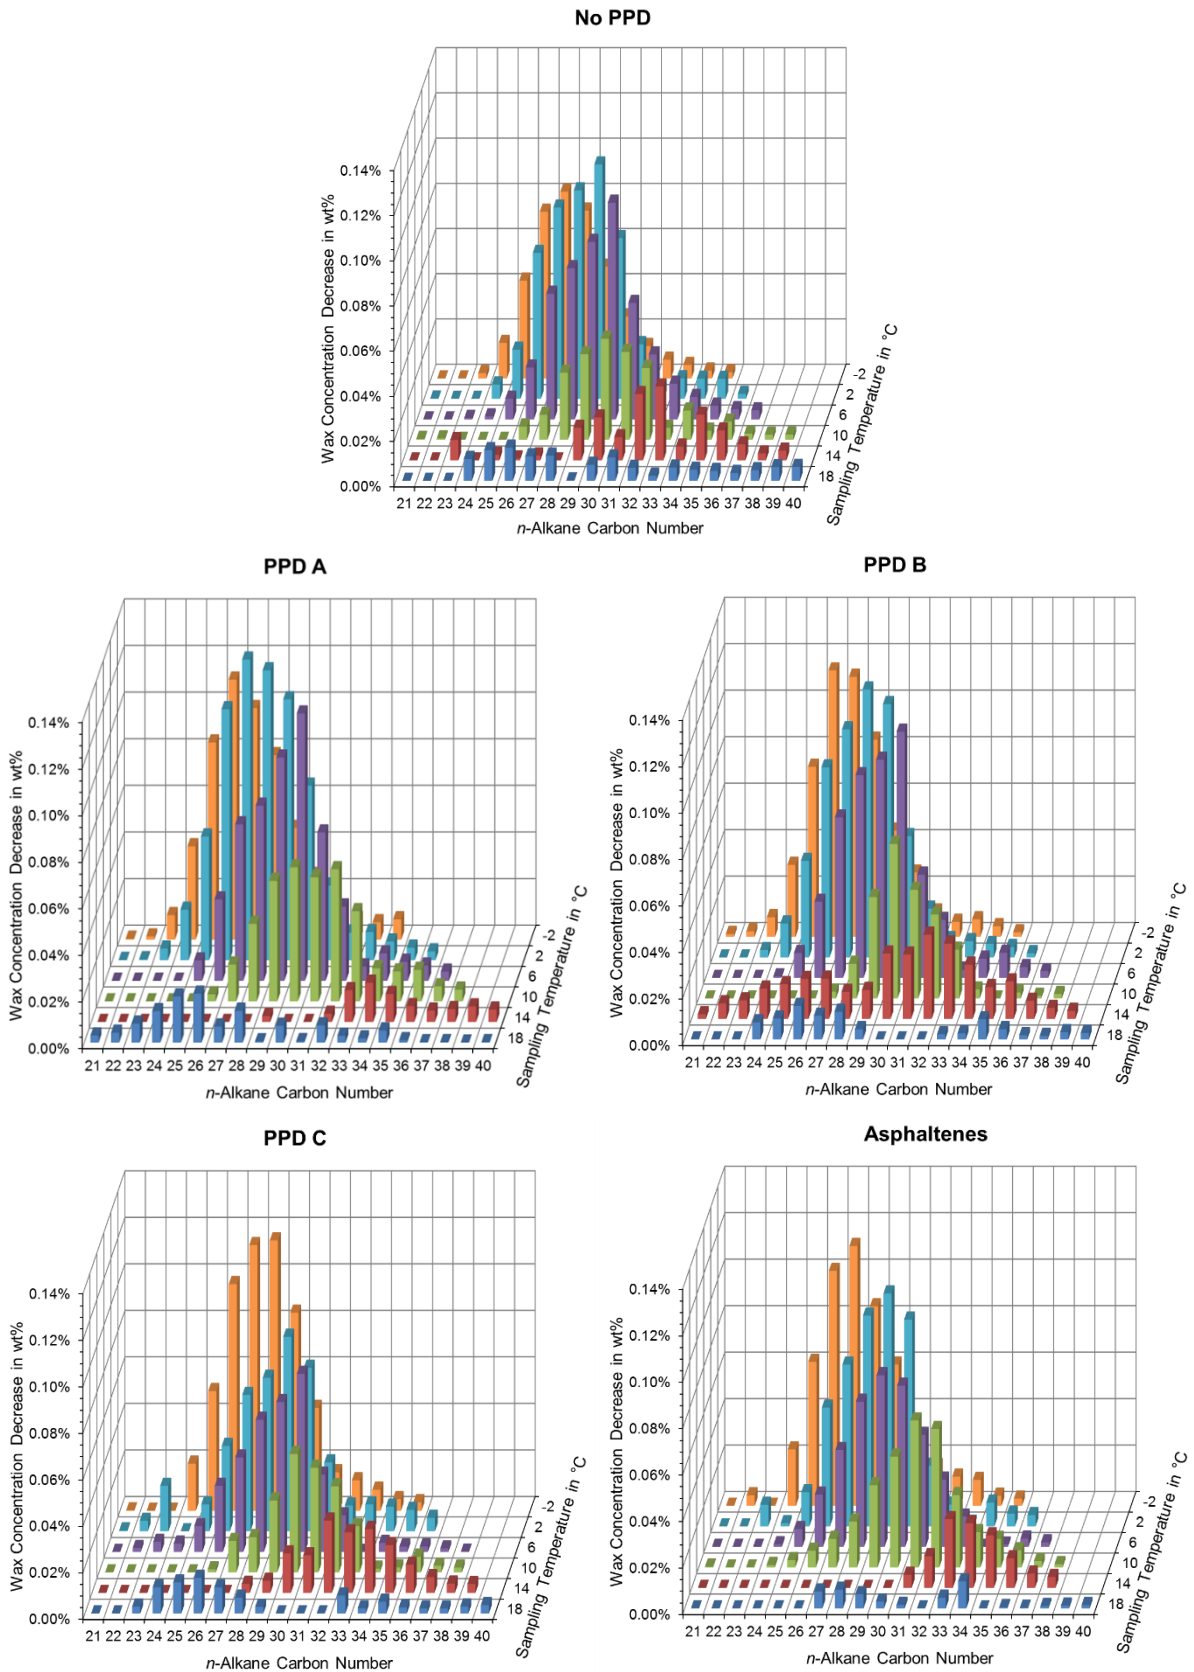 No PPD
0.14%
0.12%
0.10%
0.08%
0.06%
0.04%
0.02%
0.00%
Wax Concentration Decrease in wt%
21 22 23 24 25 26 27 28 29 30 31 32 33 34 35 36 37 38 39 40
n-Alkane Carbon Number
-2
2
6
10
14
18
Sampling Temperature in °C
PPD A
0.14%
0.12%
0.10%
0.08%
0.06%
0.04%
0.02%
0.00%
Wax Concentration Decrease in wt%
21 22 23 24 25 26 27 28 29 30 31 32 33 34 35 36 37 38 39 40
n-Alkane Carbon Number
-2
2
6
10
14
18
Sampling Temperature in °C
PPD B
0.14%
0.12%
0.10%
0.08%
0.06%
0.04%
0.02%
0.00%
Wax Concentration Decrease in wt%
21 22 23 24 25 26 27 28 29 30 31 32 33 34 35 36 37 38 39 40
n-Alkane Carbon Number
-2
2
6
10
14
18
Sampling Temperature in °C
PPD C
0.14%
0.12%
0.10%
0.08%
0.06%
0.04%
0.02%
0.00%
Wax Concentration Decrease in wt%
21 22 23 24 25 26 27 28 29 30 31 32 33 34 35 36 37 38 39 40
n-Alkane Carbon Number
-2
2
6
10
14
18
Sampling Temperature in °C
Asphaltenes
0.14%
0.12%
0.10%
0.08%
0.06%
0.04%
0.02%
0.00%
Wax Concentration Decrease in wt%
21 22 23 24 25 26 27 28 29 30 31 32 33 34 35 36 37 38 39 40
n-Alkane Carbon Number
-2
2
6
10
14
18
Sampling Temperature in °C